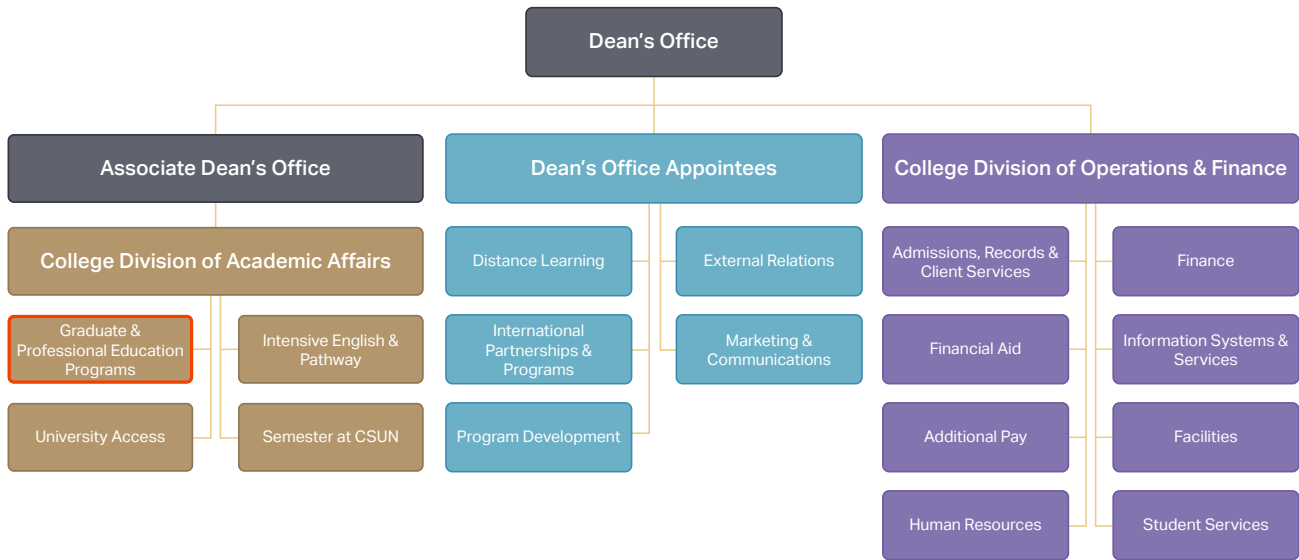 Dean's Office
Associate Dean's Office
Dean's Office Appointees
College Division of Operations & Finance
College Division of Academic Affairs
Graduate &
Professional Education
Programs
Intensive English &
Pathway
University Access
Semester at CSUN
Distance Learning
External Relations
International
Partnerships &
Programs
Marketing &
Communications
Program Development
Admissions, Records &
Client Services
Finance
Financial Aid
Information Systems &
Services
Additional Pay
Facilities
Human Resources
Student Services